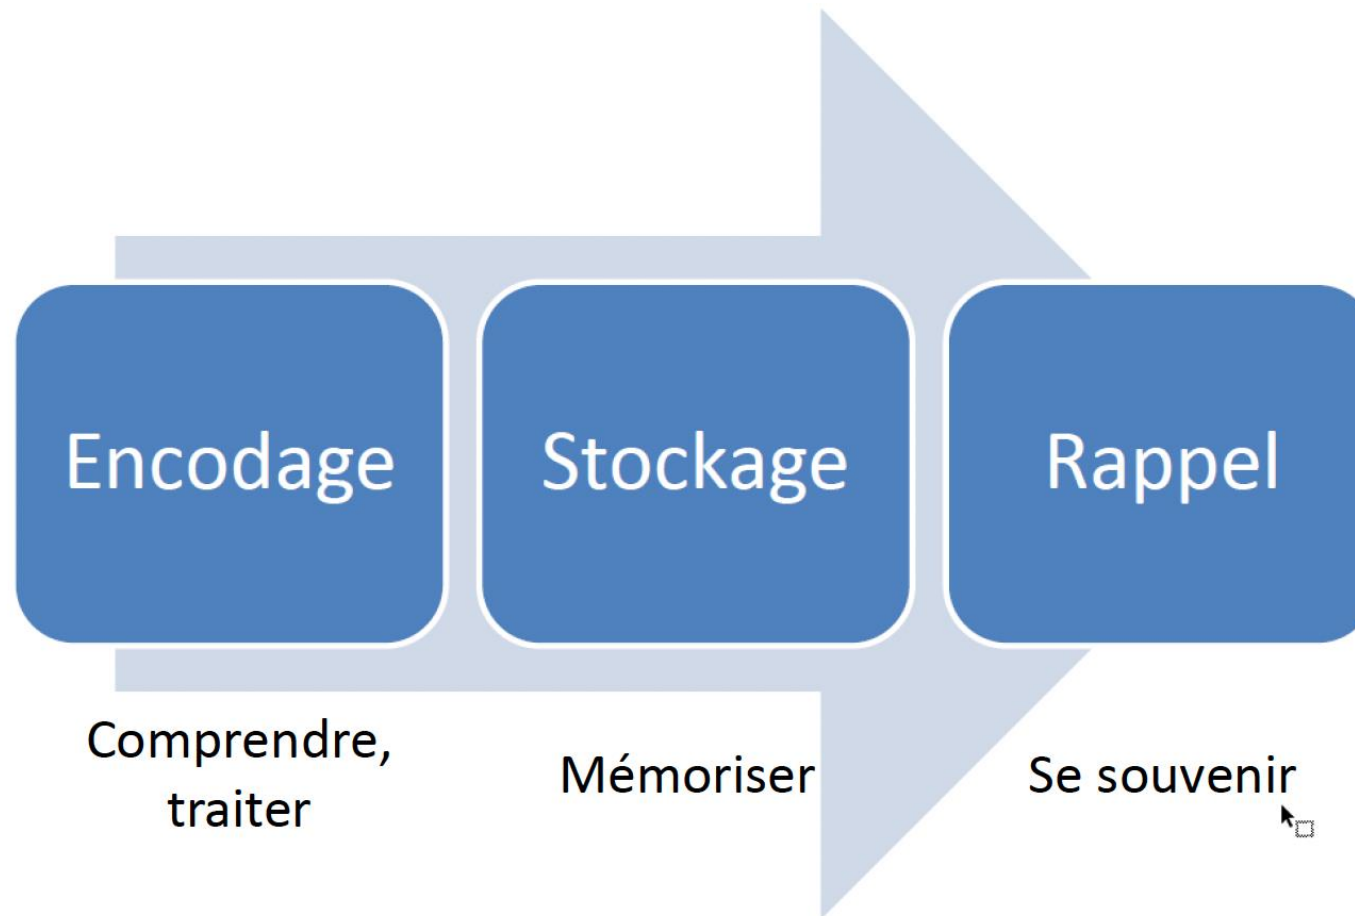 Encodage
Stockage
Rappel
Comprendre,
traiter
Mémoriser
Se souvenir